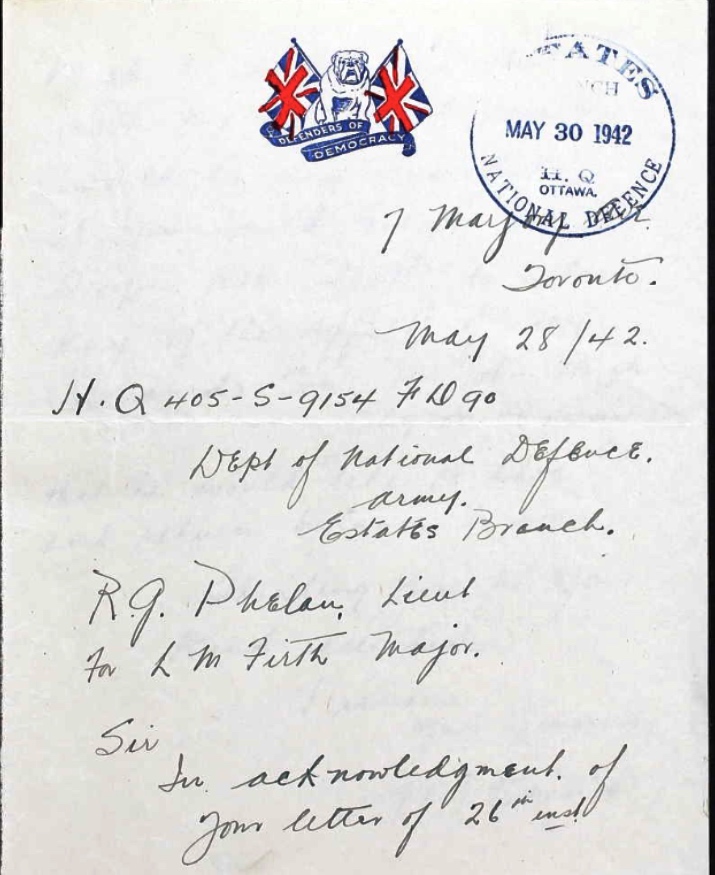 DEFENDERS OF
DEMOCRACY
ESTATES
MAY 30 1942
H. Q
OTTAWA.
NATIONAL DEFENCE
7 May
Toronto.
May 28/42.
H.Q 405-S-9154 FD 90
Dept of National Defence.
Army.
Estates Branch.
R.G. Phelan, Lieut
For L M Firth Major.
Sir
In acknowledgment. of
your letter of 26th inst